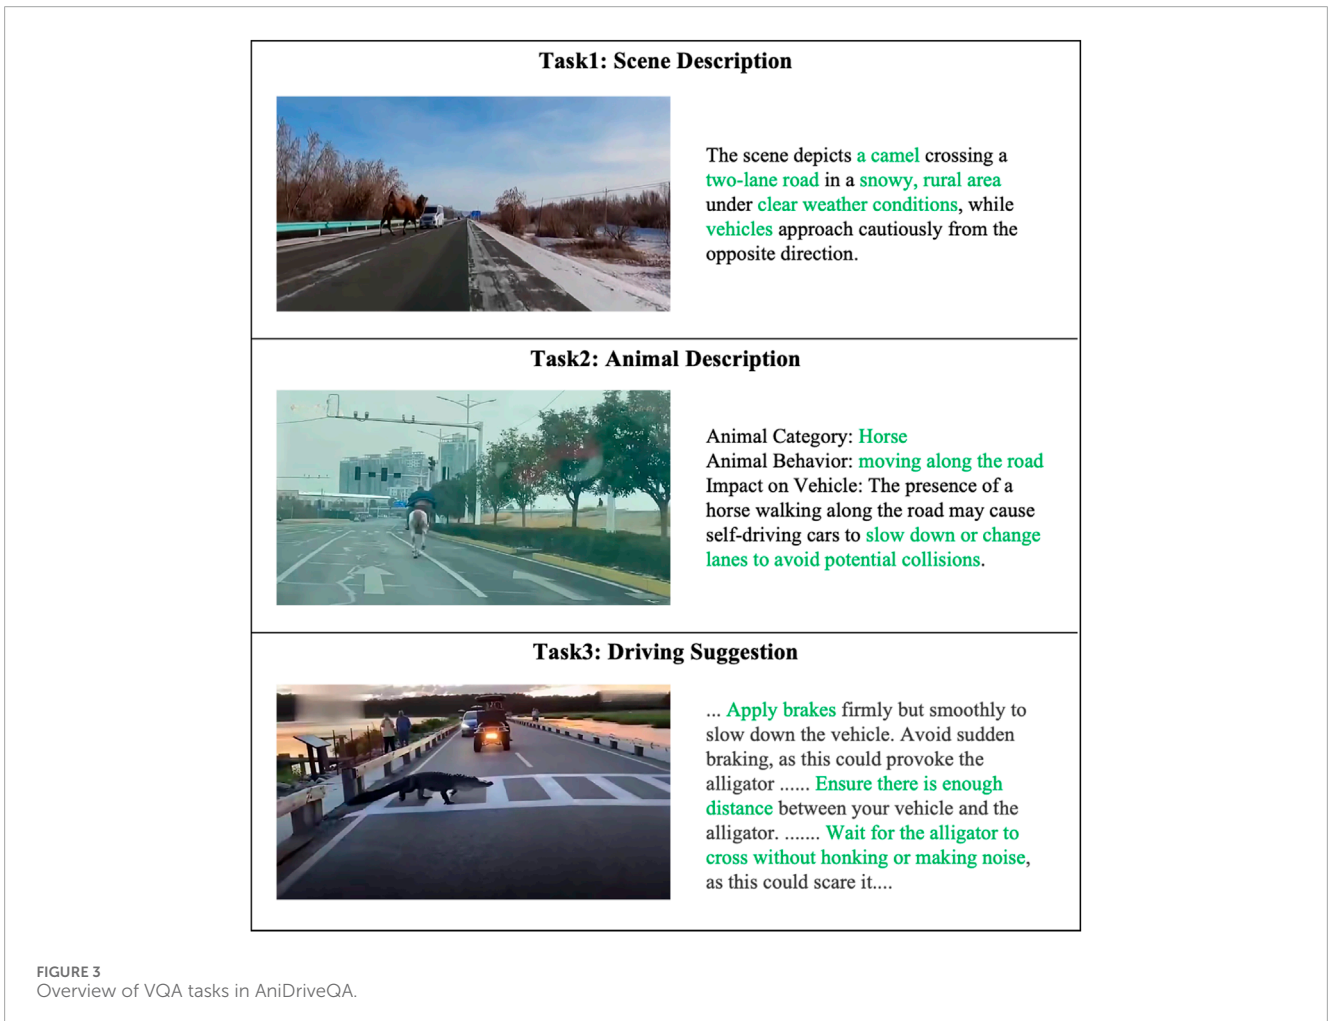 Task1: Scene Description
The scene depicts a camel crossing a
two-lane road in a snowy, rural area
under clear weather conditions, while
vehicles approach cautiously from the
opposite direction.
Task2: Animal Description
Animal Category: Horse
Animal Behavior: moving along the road
Impact on Vehicle: The presence of a
horse walking along the road may cause
self-driving cars to slow down or change
lanes to avoid potential collisions.
Task3: Driving Suggestion
... Apply brakes firmly but smoothly to
slow down the vehicle. Avoid sudden
braking, as this could provoke the
alligator ...... Ensure there is enough
distance between your vehicle and the
alligator. ....... Wait for the alligator to
cross without honking or making noise,
as this could scare it....
FIGURE 3
Overview of VQA tasks in AniDriveQA.